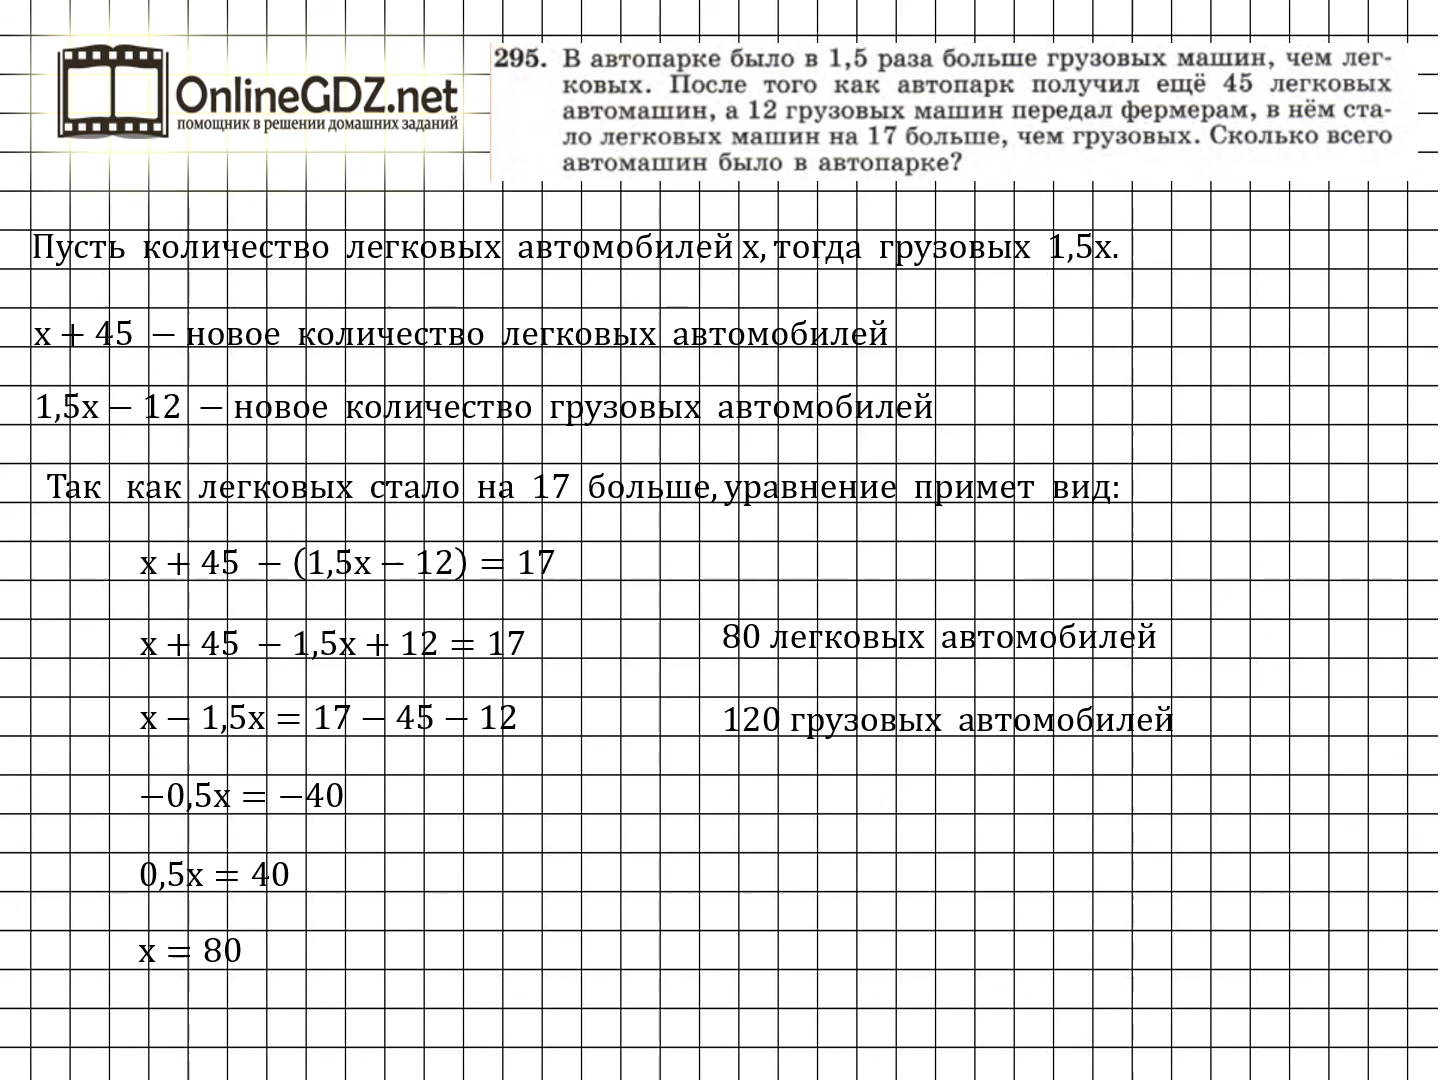 OnlineGDZ.net
помощник в решении домашних заданий
295. В автопарке было в 1,5 раза больше грузовых машин, чем лег-
ковых. После того как автопарк получил ещё 45 легковых
автомашин, а 12 грузовых машин передал фермерам, в нём ста-
ло легковых машин на 17 больше, чем грузовых. Сколько всего
автомашин было в автопарке?
Пусть количество легковых автомобилей x, тогда грузовых 1,5x.
x + 45 − новое количество легковых автомобилей
1,5x − 12 − новое количество грузовых автомобилей
Так как легковых стало на 17 больше, уравнение примет вид:
x + 45 − (1,5x − 12) = 17
x + 45 − 1,5x + 12 = 17
x − 1,5x = 17 − 45 − 12
−0,5x = −40
0,5x = 40
x = 80
80 легковых автомобилей
120 грузовых автомобилей